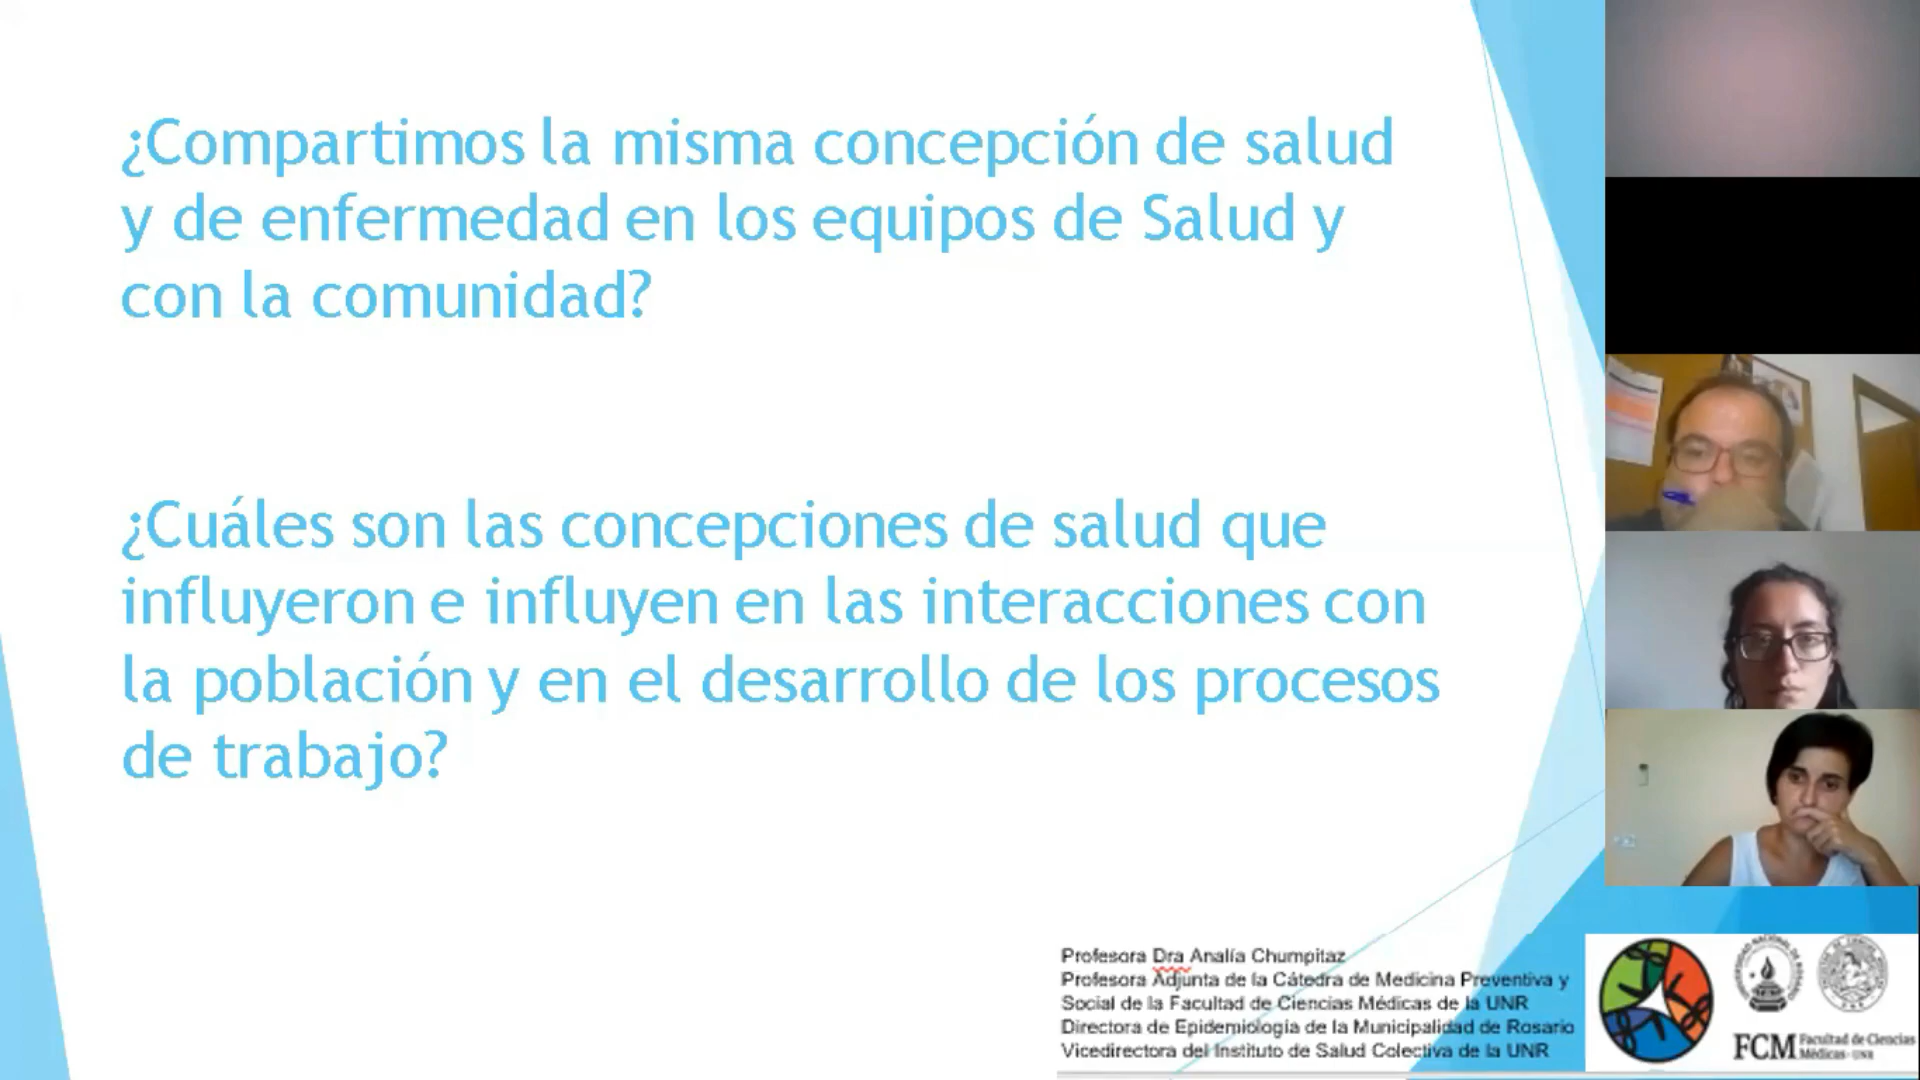 ¿Compartimos la misma concepción de salud
y de enfermedad en los equipos de Salud y
con la comunidad?
¿Cuáles son las concepciones de salud que
influyeron e influyen en las interacciones con
la población y en el desarrollo de los procesos
de trabajo?
Profesora Dra Analía Chumpitaz
Profesora Adjunta de la Cátedra de Medicina Preventiva y
Social de la Facultad de Ciencias Médicas de la UNR
Directora de Epidemiología de la Municipalidad de Rosario
Vicedirectora del Instituto de Salud Colectiva de la UNR
FCM Facultad de Ciencias
Médicas - UNR